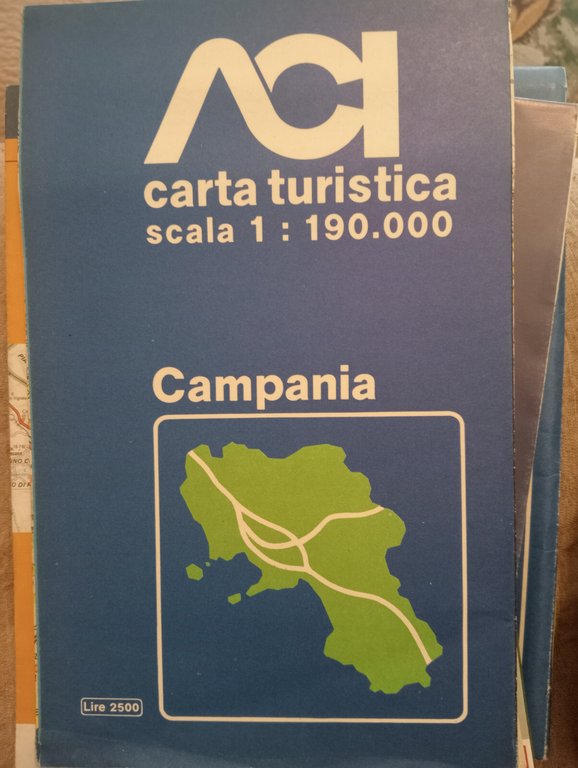 ACI
carta turistica
scala 1 : 190.000
Campania
Lire 2500